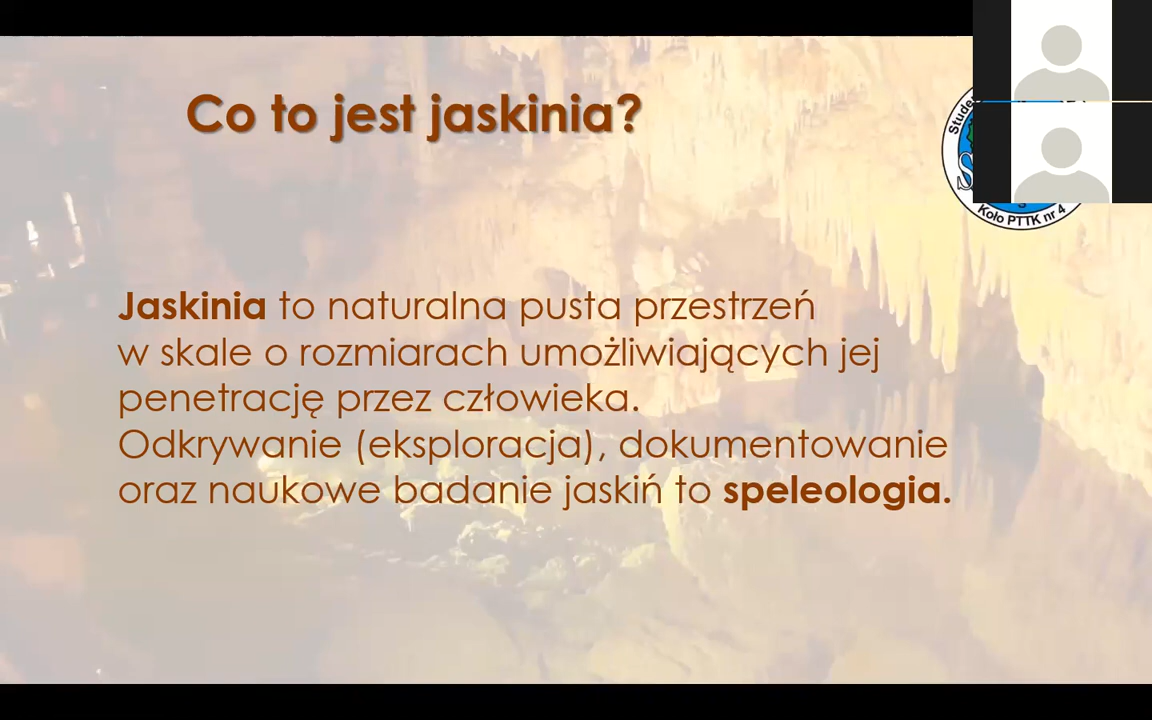 Co to jest jaskinia?
Jaskinia to naturalna pusta przestrzeń
w skale o rozmiarach umożliwiających jej
penetrację przez człowieka.
Odkrywanie (eksploracja), dokumentowanie
oraz naukowe badanie jaskiń to speleologia.
Koło PTTK nr 4